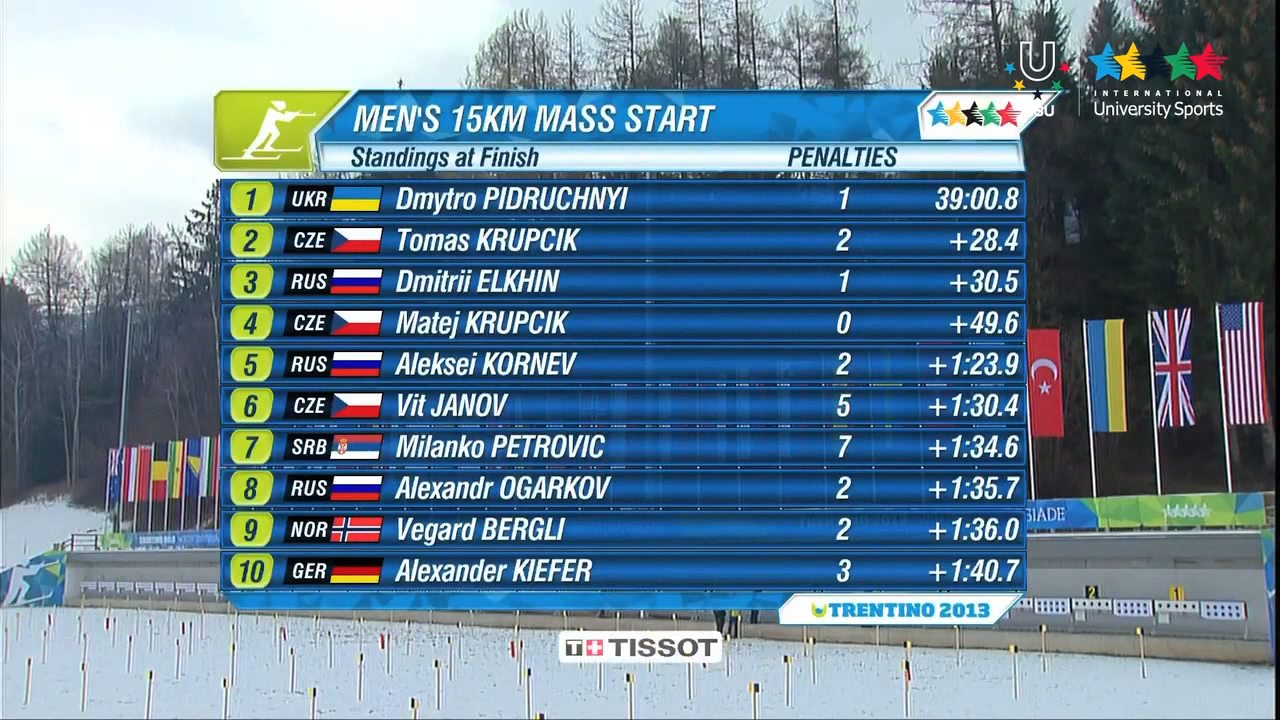 U
SU
INTERNATIONAL
University Sports
MEN'S 15KM MASS START
Standings at Finish PENALTIES
1 UKR Dmytro PIDRUCHNYI 1 39:00.8
2 CZE Tomas KRUPCIK 2 +28.4
3 RUS Dmitrii ELKHIN 1 +30.5
4 CZE Matej KRUPCIK 0 +49.6
5 RUS Aleksei KORNEV 2 +1:23.9
6 CZE Vit JANOV 5 +1:30.4
7 SRB Milanko PETROVIC 7 +1:34.6
8 RUS Alexandr OGARKOV 2 +1:35.7
9 NOR Vegard BERGLI 2 +1:36.0
10 GER Alexander KIEFER 3 +1:40.7
SIADE
2 1
TRENTINO 2013
T+ TISSOT